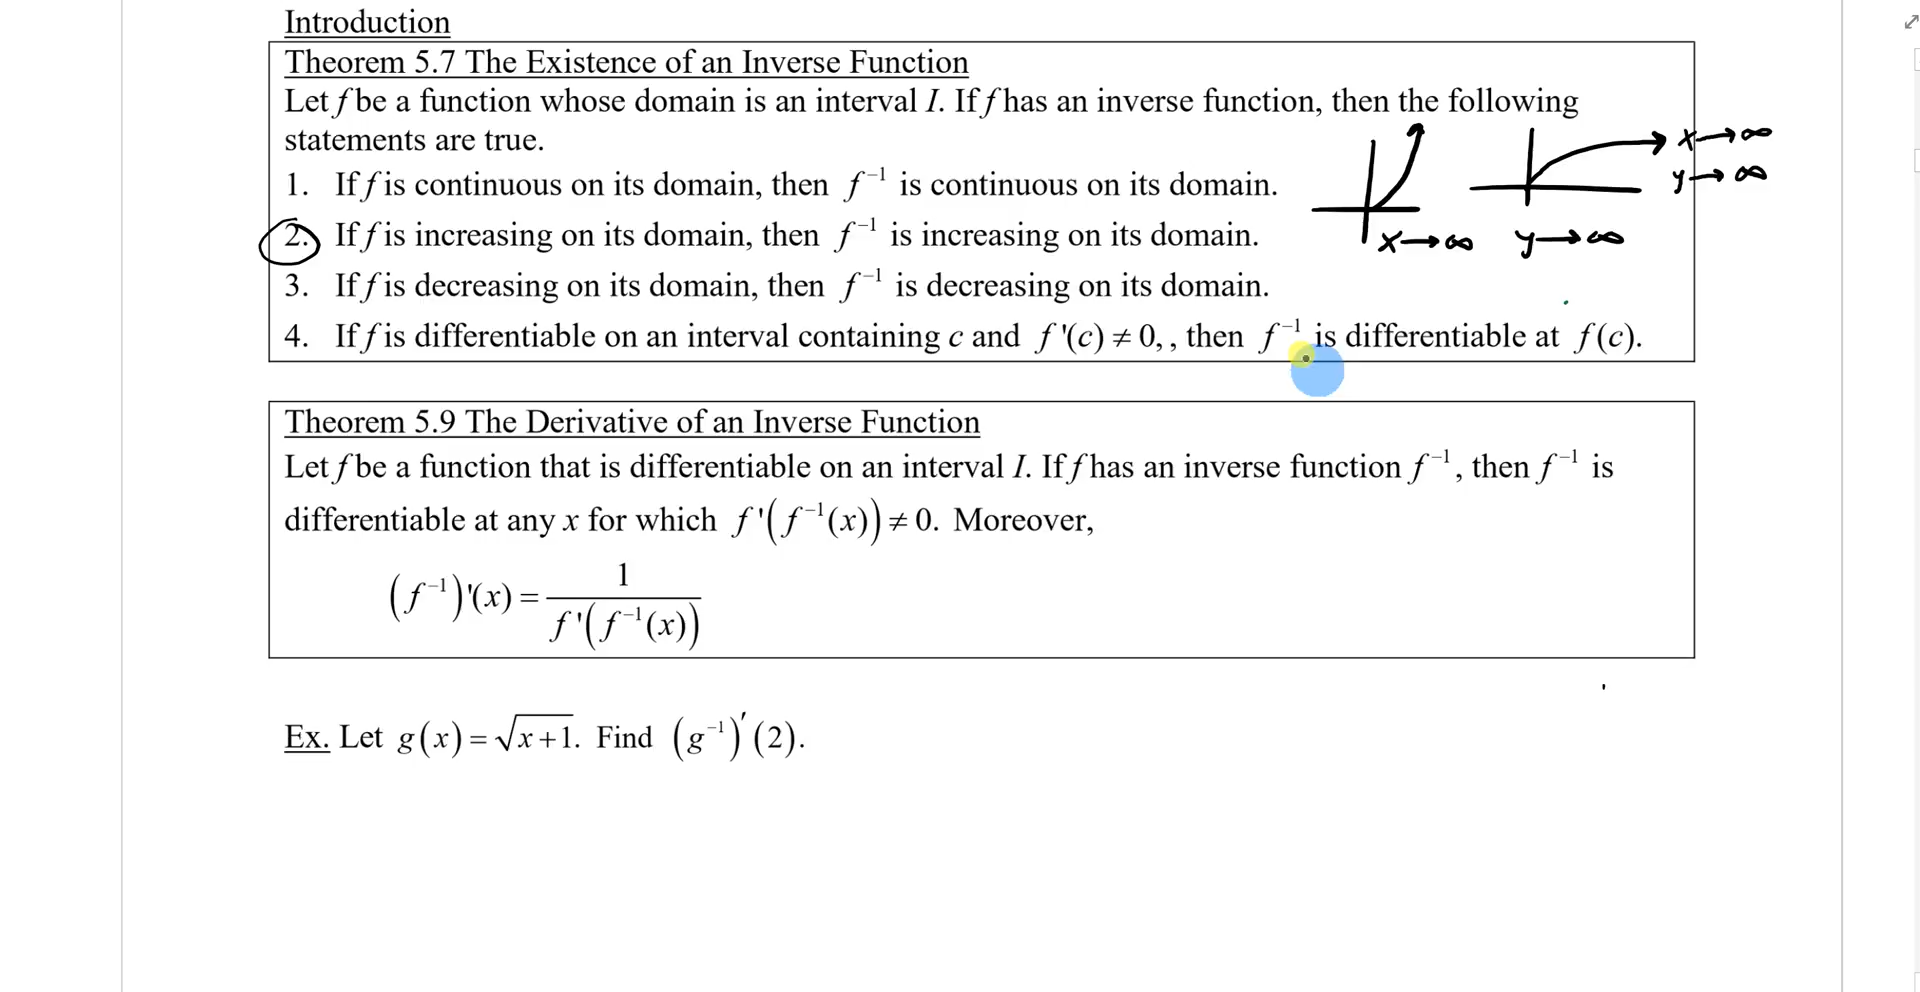 Introduction
Theorem 5.7 The Existence of an Inverse Function
Let f be a function whose domain is an interval I. If f has an inverse function, then the following
statements are true.
1. If f is continuous on its domain, then f⁻¹ is continuous on its domain.
2. If f is increasing on its domain, then f⁻¹ is increasing on its domain.
3. If f is decreasing on its domain, then f⁻¹ is decreasing on its domain.
4. If f is differentiable on an interval containing c and f '(c) ≠ 0, , then f⁻¹ is differentiable at f(c).
x→∞
y→∞
x→∞ y→∞
Theorem 5.9 The Derivative of an Inverse Function
Let f be a function that is differentiable on an interval I. If f has an inverse function f⁻¹, then f⁻¹ is
differentiable at any x for which f '(f⁻¹(x)) ≠ 0. Moreover,
(f⁻¹)'(x) = 1 / f '(f⁻¹(x))
Ex. Let g(x) = √(x+1). Find (g⁻¹)′(2).